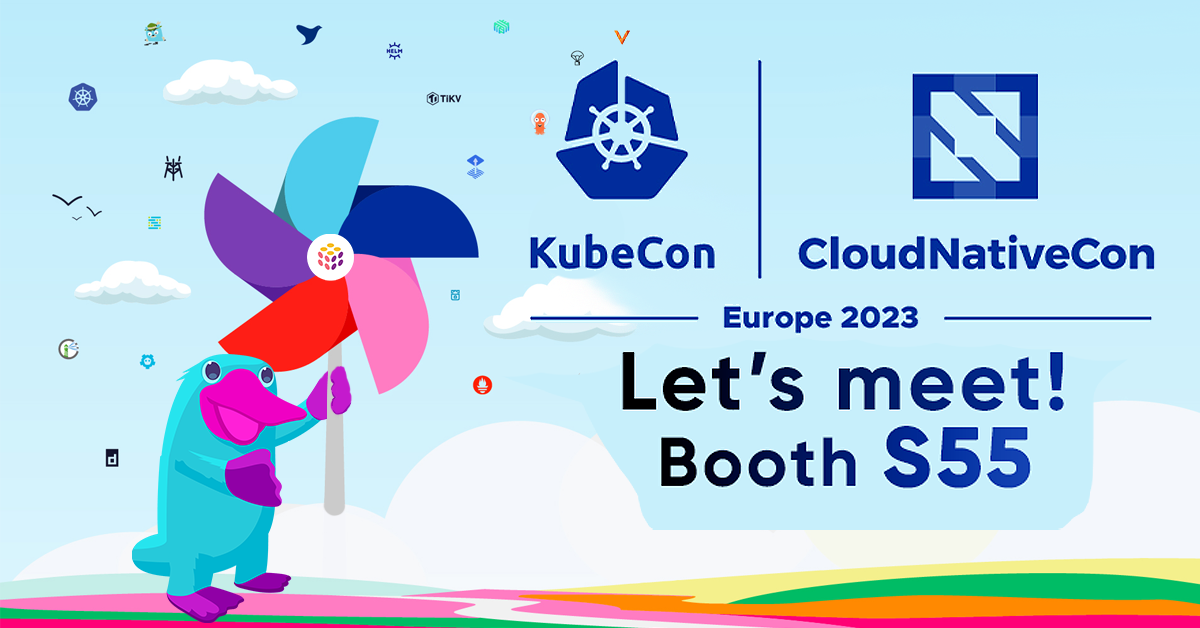 HELM
TiKV
KubeCon
CloudNativeCon
Europe 2023
Let's meet!
Booth S55
d